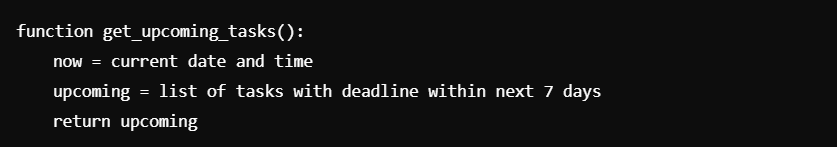 function get_upcoming_tasks():
    now = current date and time
    upcoming = list of tasks with deadline within next 7 days
    return upcoming